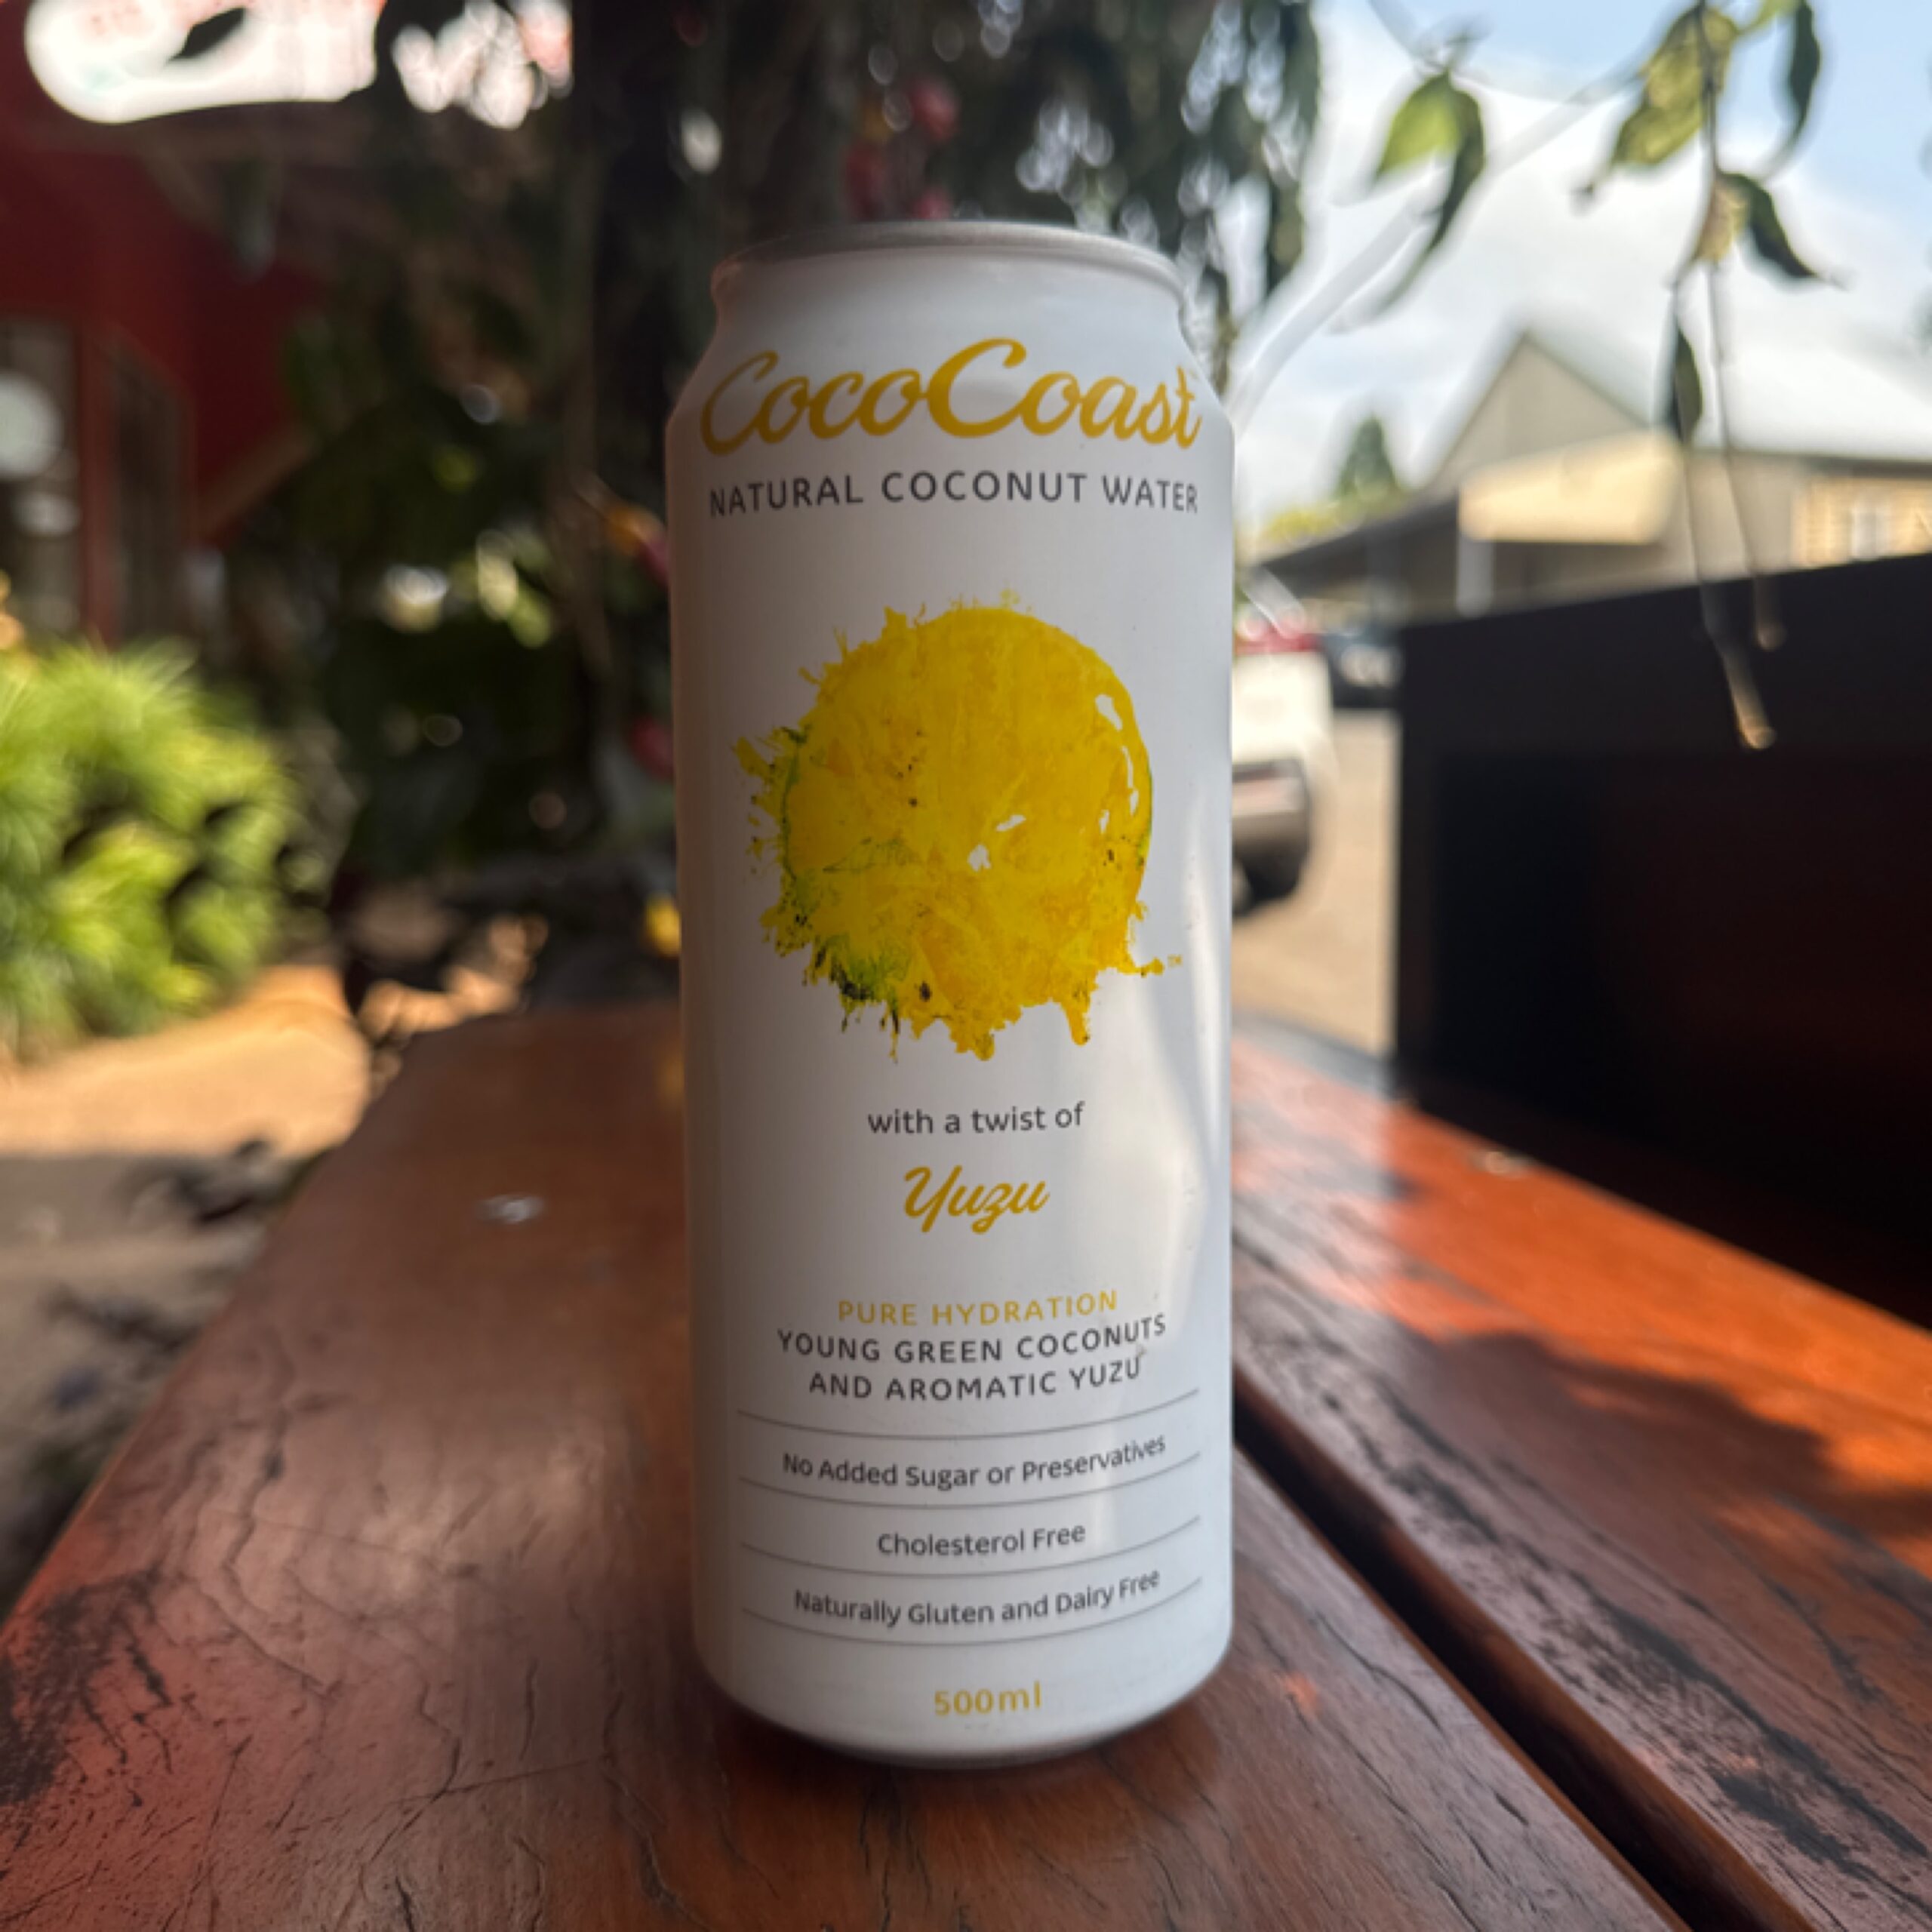 CocoCoast
NATURAL COCONUT WATER
TM
with a twist of
Yuzu
PURE HYDRATION
YOUNG GREEN COCONUTS
AND AROMATIC YUZU
No Added Sugar or Preservatives
Cholesterol Free
Naturally Gluten and Dairy Free
500ml